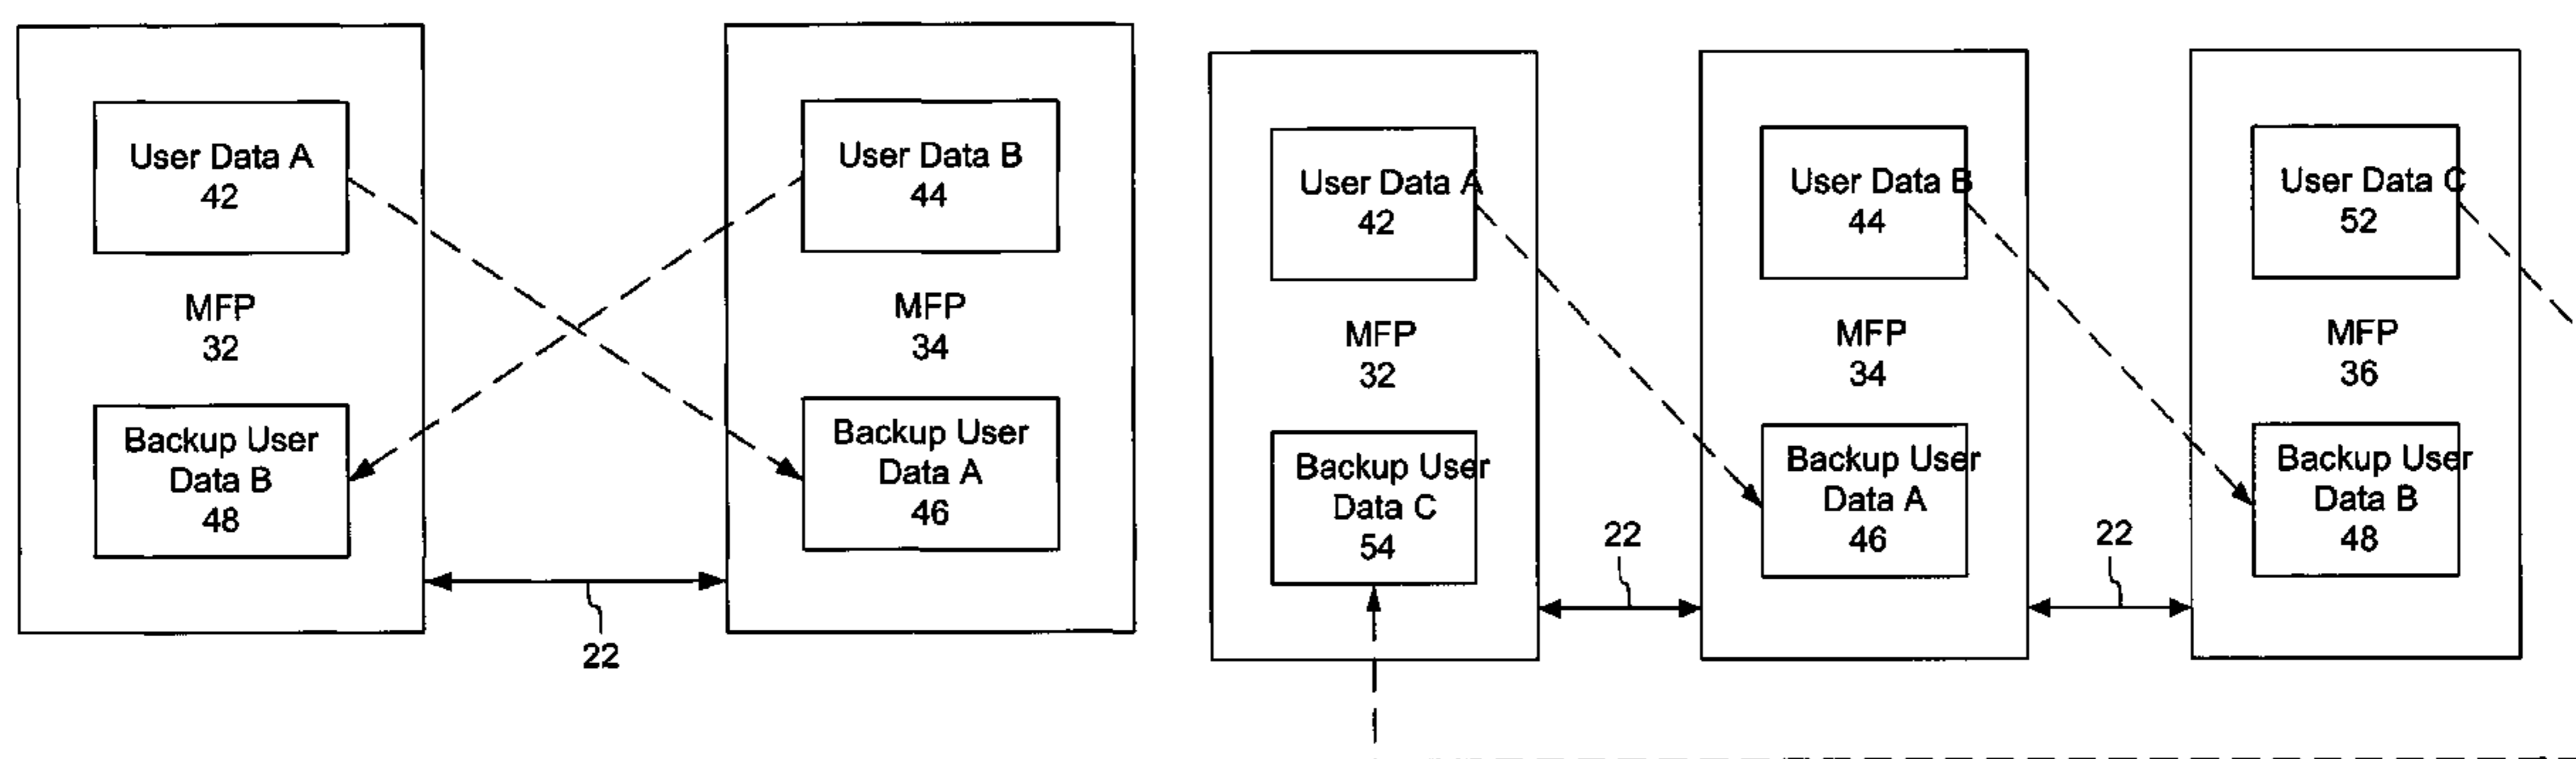 User Data A
42
MFP
32
Backup User
Data B
48
User Data B
44
MFP
34
Backup User
Data A
46
22
User Data A
42
MFP
32
Backup User
Data C
54
22
User Data B
44
MFP
34
Backup User
Data A
46
22
User Data C
52
MFP
36
Backup User
Data B
48